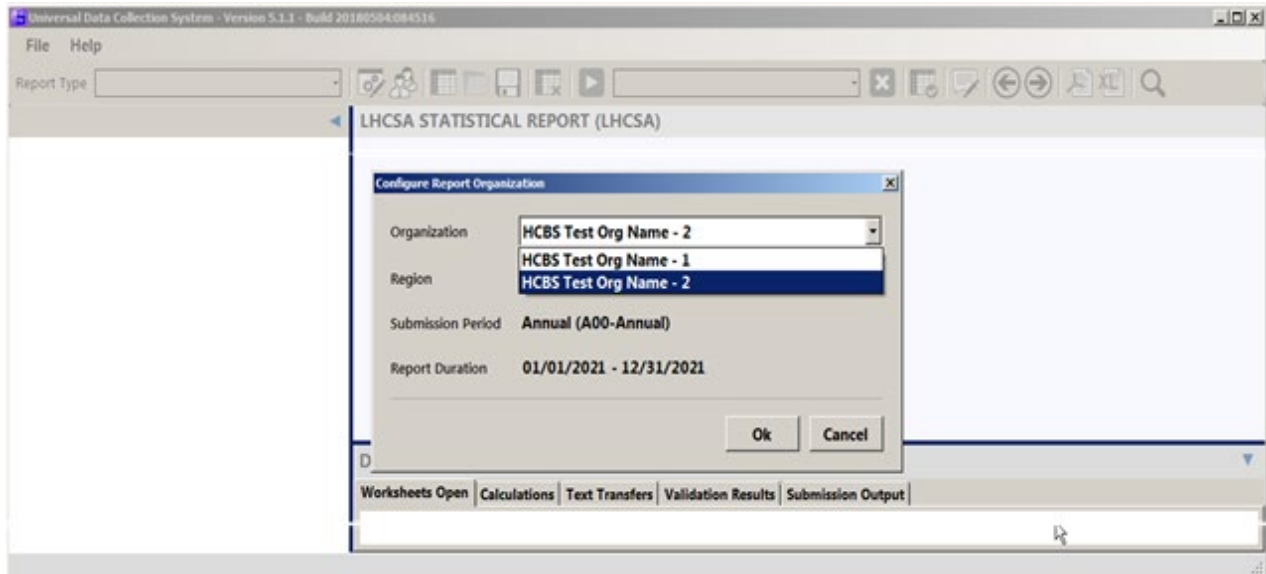 Universal Data Collection System - Version 5.1.1 - Build 20180504:084516
File Help
Report Type
LHCSA STATISTICAL REPORT (LHCSA)
Configure Report Organization
Organization HCBS Test Org Name - 2
HCBS Test Org Name - 1
Region HCBS Test Org Name - 2
Submission Period Annual (A00-Annual)
Report Duration 01/01/2021 - 12/31/2021
Ok Cancel
D
Worksheets Open Calculations Text Transfers Validation Results Submission Output